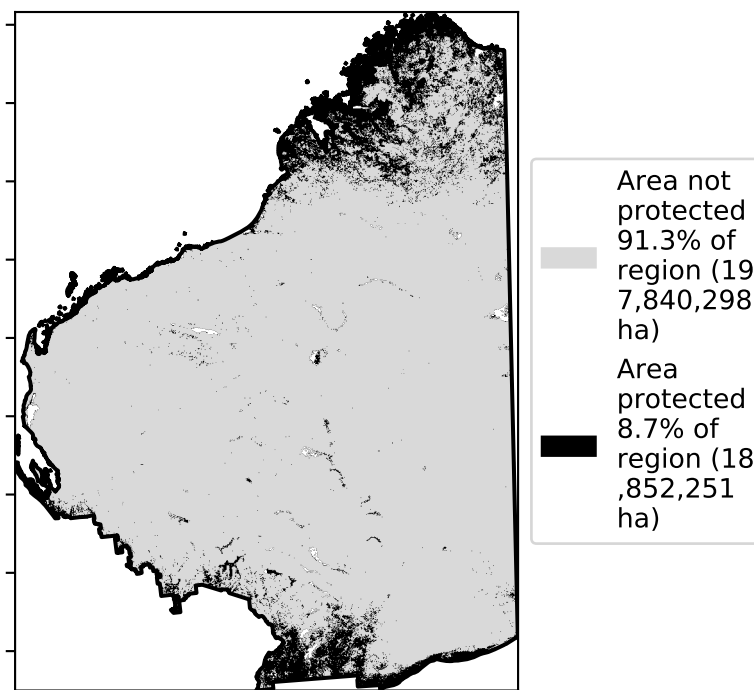 Area not
protected
91.3% of
region (19
7,840,298
ha)
Area
protected
8.7% of
region (18
,852,251
ha)